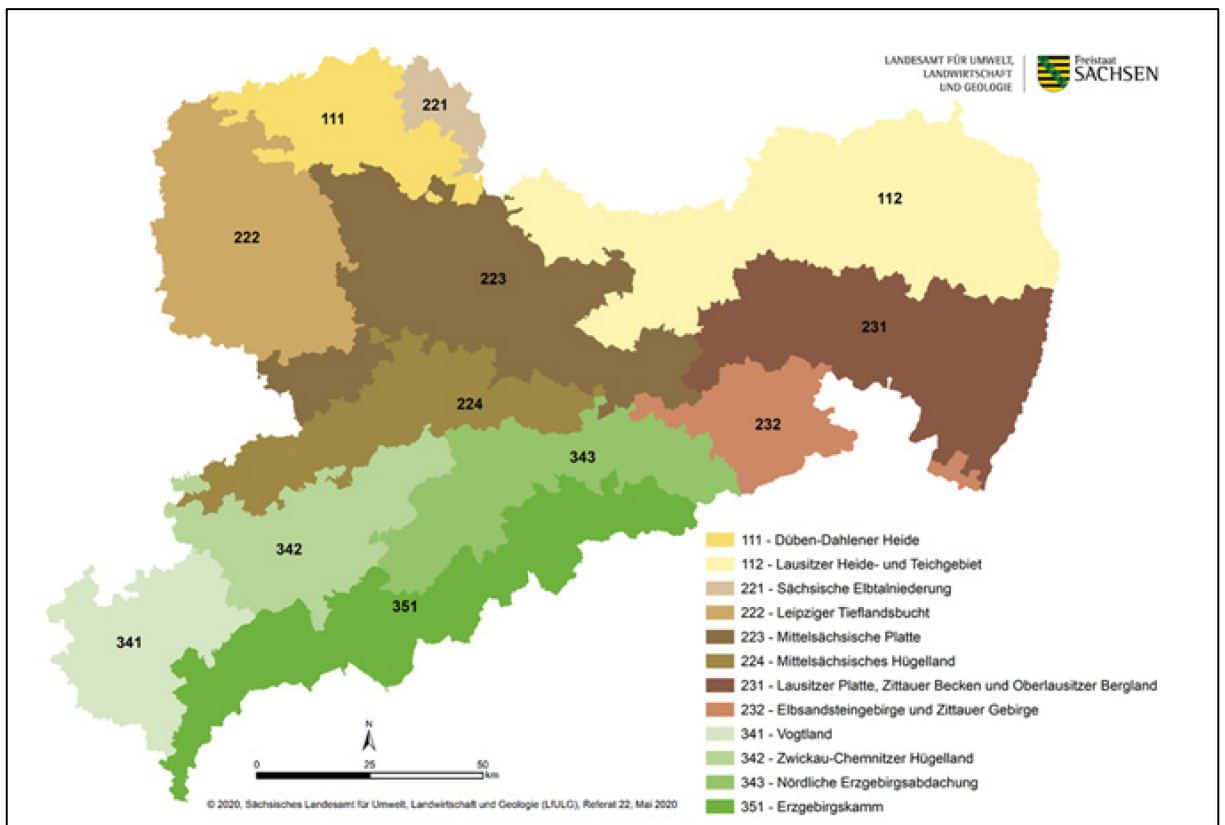 LANDESAMT FÜR UMWELT,
LANDWIRTSCHAFT
UND GEOLOGIE
Freistaat
SACHSEN
111
221
112
222
223
231
224
232
343
342
351
341
111 - Düben-Dahlener Heide
112 - Lausitzer Heide- und Teichgebiet
221 - Sächsische Elbtalniederung
222 - Leipziger Tieflandsbucht
223 - Mittelsächsische Platte
224 - Mittelsächsisches Hügelland
231 - Lausitzer Platte, Zittauer Becken und Oberlausitzer Bergland
232 - Elbsandsteingebirge und Zittauer Gebirge
341 - Vogtland
342 - Zwickau-Chemnitzer Hügelland
343 - Nördliche Erzgebirgsabdachung
351 - Erzgebirgskamm
N
0 25 50
km
© 2020, Sächsisches Landesamt für Umwelt, Landwirtschaft und Geologie (LfULG), Referat 22, Mai 2020